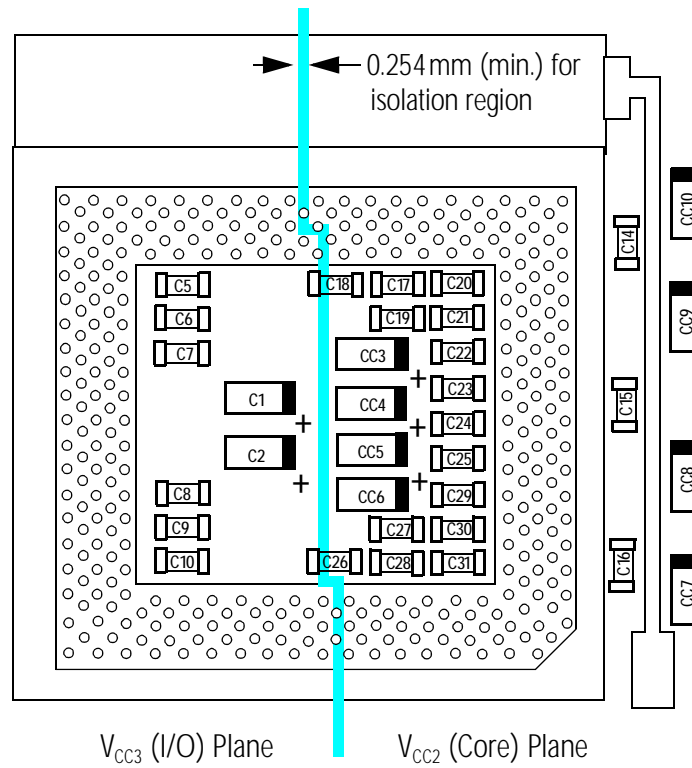 0.254 mm (min.) for
isolation region
CC10
C14
C5
C18
C17
C20
C6
C19
C21
CC9
C7
CC3
C22
+
C23
C1
CC4
C15
+
+
C24
C2
CC5
C25
+
+
CC8
C8
CC6
C29
C9
C27
C30
C10
C26
C28
C31
C16
CC7
VCC3 (I/O) Plane
VCC2 (Core) Plane